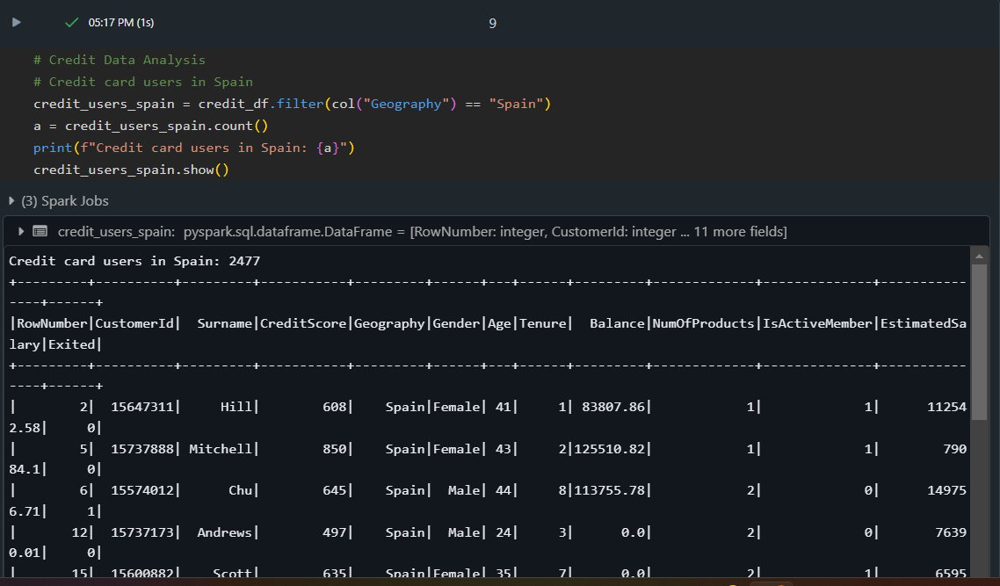 05:17 PM (1s)
9
# Credit Data Analysis
# Credit card users in Spain
credit_users_spain = credit_df.filter(col("Geography") == "Spain")
a = credit_users_spain.count()
print(f"Credit card users in Spain: {a}")
credit_users_spain.show()
(3) Spark Jobs
credit_users_spain: pyspark.sql.dataframe.DataFrame = [RowNumber: integer, CustomerId: integer ... 11 more fields]
Credit card users in Spain: 2477
+---------+----------+---------+-----------+---------+------+---+------+---------+-------------+--------------+-----------
----+------+
|RowNumber|CustomerId|  Surname|CreditScore|Geography|Gender|Age|Tenure|  Balance|NumOfProducts|IsActiveMember|EstimatedSa
lary|Exited|
+---------+----------+---------+-----------+---------+------+---+------+---------+-------------+--------------+-----------
----+------+
|        2|  15647311|     Hill|        608|    Spain|Female| 41|     1| 83807.86|            1|             1|      11254
2.58|     0|
|        5|  15737888| Mitchell|        850|    Spain|Female| 43|     2|125510.82|            1|             1|        790
84.1|     0|
|        6|  15574012|      Chu|        645|    Spain|  Male| 44|     8|113755.78|            2|             0|      14975
6.71|     1|
|       12|  15737173|  Andrews|        497|    Spain|  Male| 24|     3|      0.0|            2|             0|       7639
0.01|     0|
|       15|  15600882|    Scott|        635|    Spain|Female| 35|     7|      0.0|            2|             1|       6595